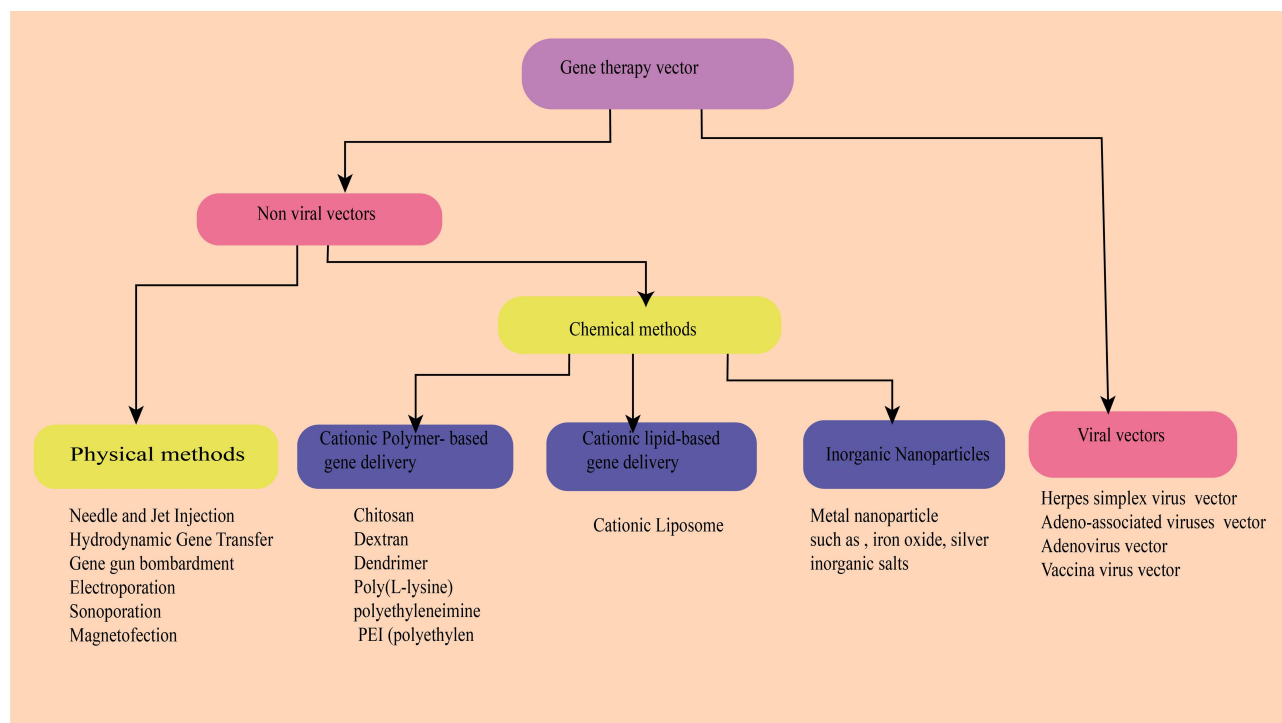 Gene therapy vector
Non viral vectors
Chemical methods
Physical methods
Needle and Jet Injection
Hydrodynamic Gene Transfer
Gene gun bombardment
Electroporation
Sonoporation
Magnetofection
Cationic Polymer- based
gene delivery
Chitosan
Dextran
Dendrimer
Poly(L-lysine)
polyethyleneimine
PEI (polyethylen
Cationic lipid-based
gene delivery
Cationic Liposome
Inorganic Nanoparticles
Metal nanoparticle
such as , iron oxide, silver
inorganic salts
Viral vectors
Herpes simplex virus vector
Adeno-associated viruses vector
Adenovirus vector
Vaccina virus vector